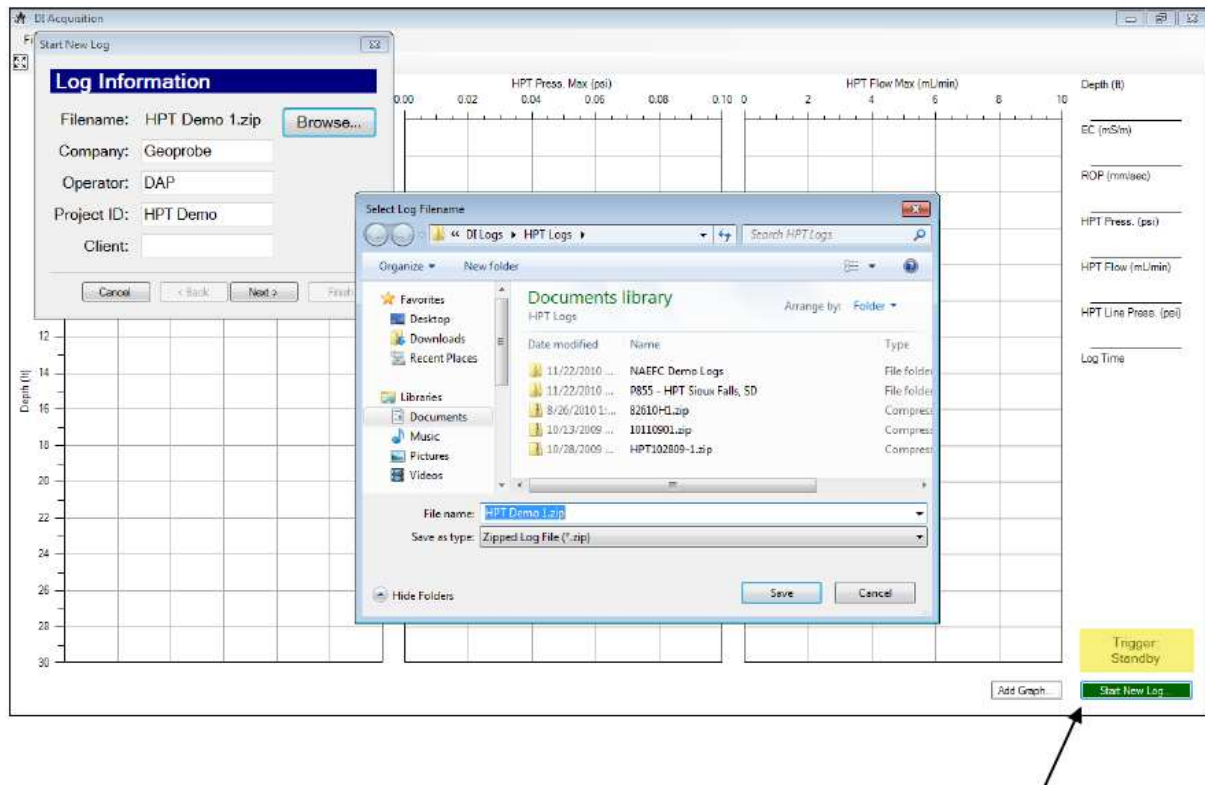 DI Acquisition
Start New Log
Log Information
Filename: HPT Demo 1.zip Browse...
Company: Geoprobe
Operator: DAP
Project ID: HPT Demo
Client:
Cancel < Back Next > Finish
HPT Press. Max (psi)
0.00 0.02 0.04 0.06 0.08 0.10
HPT Flow Max (mL/min)
0 2 4 6 8 10
Depth (ft)
12
14
16
18
20
22
24
26
28
30
Select Log Filename
« DI Logs HPT Logs
Search HPT Logs
Organize New folder
Favorites
Desktop
Downloads
Recent Places
Libraries
Documents
Music
Pictures
Videos
Documents library
HPT Logs
Arrange by: Folder
Date modified Name Type
11/22/2010 ... NAEFC Demo Logs File folde
11/22/2010 ... P855 - HPT Sioux Falls, SD File folde
8/26/2010 1:... 82610H1.zip Compress
10/13/2009 ... 10110901.zip Compress
10/28/2009 ... HPT102809-1.zip Compress
File name: HPT Demo 1.zip
Save as type: Zipped Log File (*.zip)
Hide Folders Save Cancel
Depth (ft)
EC (mS/m)
ROP (mm/sec)
HPT Press. (psi)
HPT Flow (mL/min)
HPT Line Press. (psi)
Log Time
Trigger:
Standby
Add Graph... Start New Log...